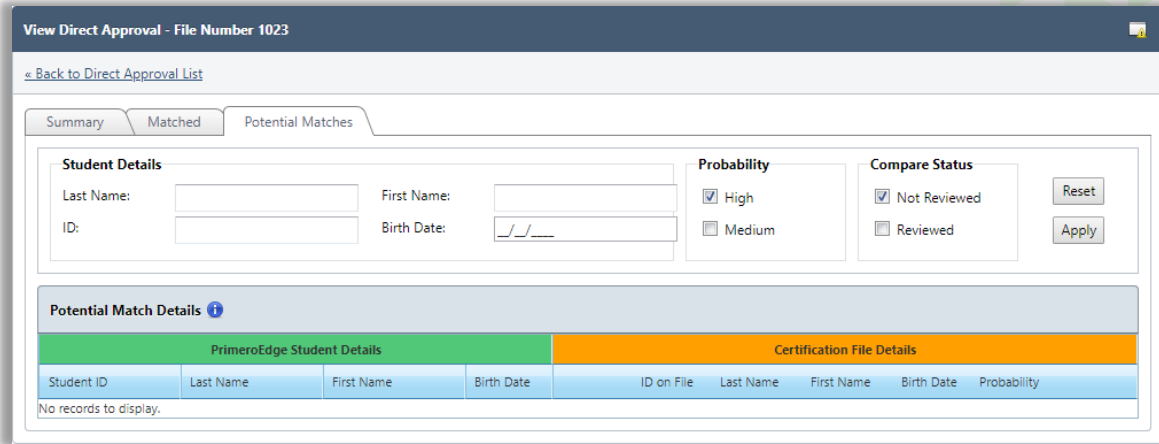 View Direct Approval - File Number 1023
« Back to Direct Approval List
Summary Matched Potential Matches
Student Details Probability Compare Status
Last Name: First Name: High Not Reviewed Reset
ID: Birth Date: __/__/____ Medium Reviewed Apply
Potential Match Details
PrimeroEdge Student Details Certification File Details
Student ID Last Name First Name Birth Date ID on File Last Name First Name Birth Date Probability
No records to display.